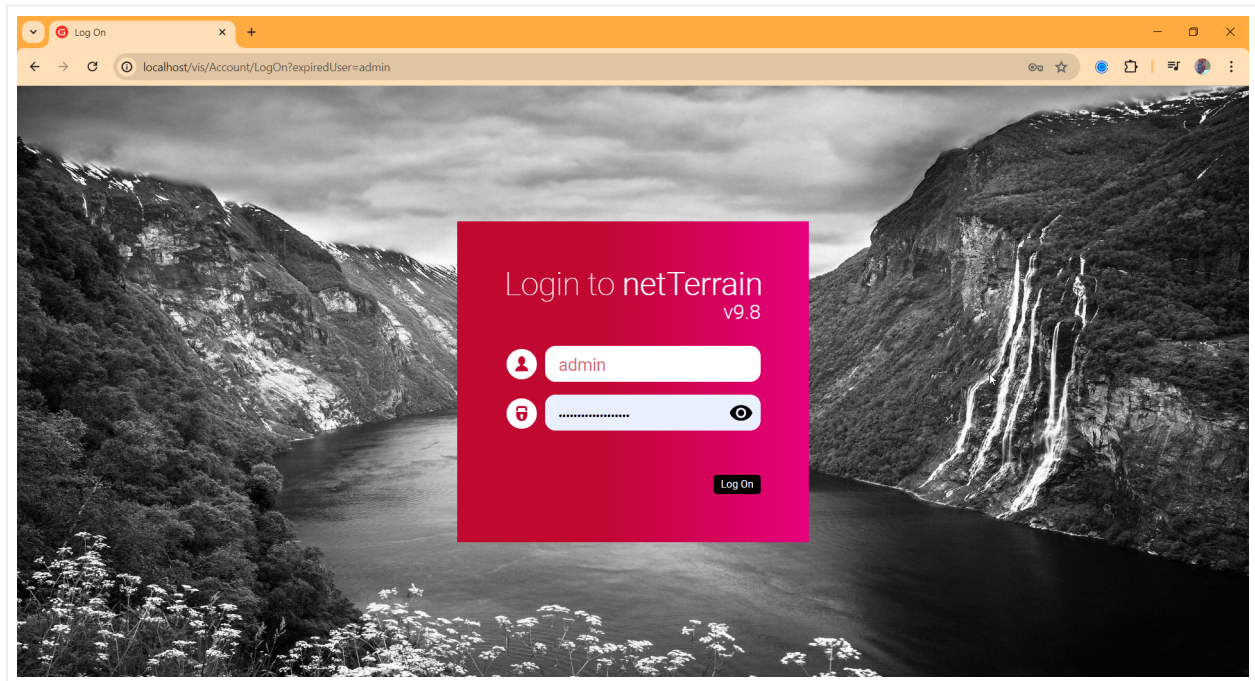 Log On
localhost/vis/Account/LogOn?expiredUser=admin
Login to netTerrain
v9.8
admin
Log On